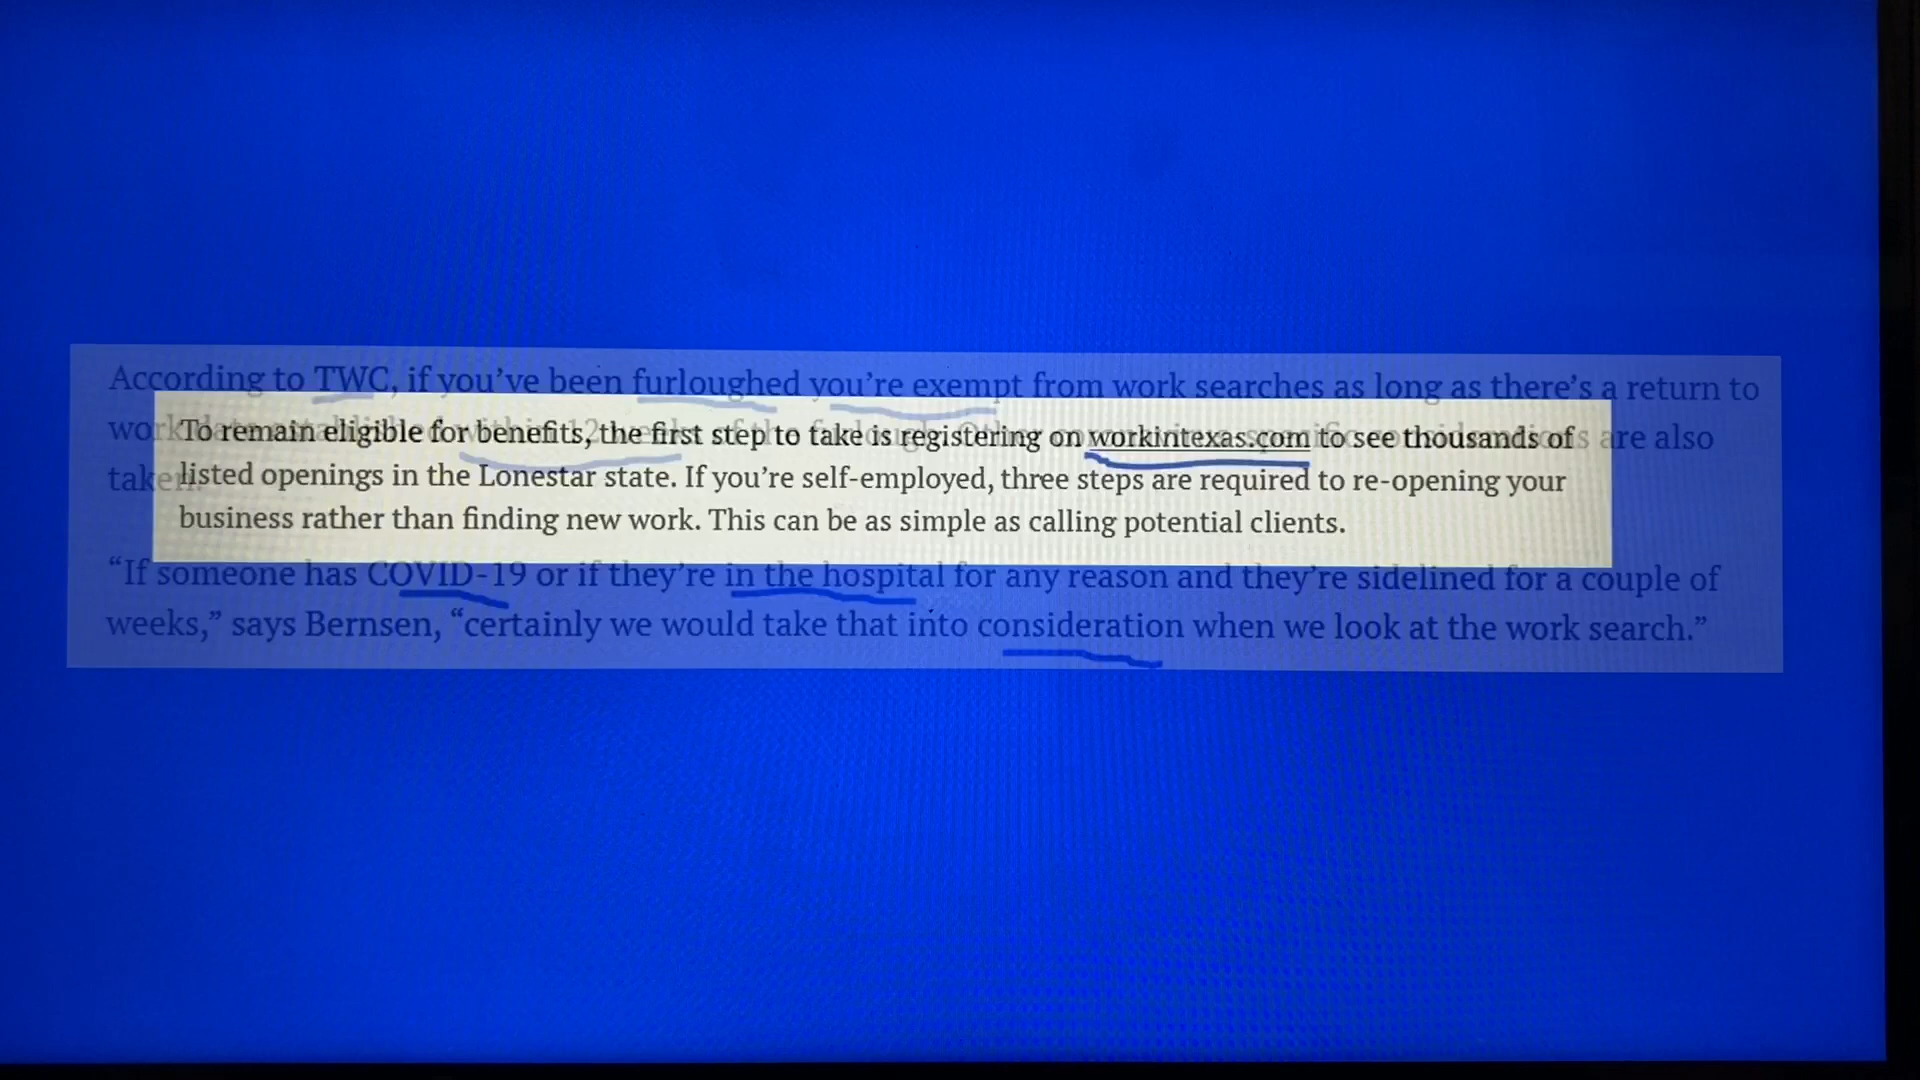 According to TWC, if you've been furloughed you're exempt from work searches as long as there's a return to
work are also
take
To remain eligible for benefits, the first step to take is registering on workintexas.com to see thousands of
listed openings in the Lonestar state. If you're self-employed, three steps are required to re-opening your
business rather than finding new work. This can be as simple as calling potential clients.
“If someone has COVID-19 or if they're in the hospital for any reason and they're sidelined for a couple of
weeks,” says Bernsen, “certainly we would take that into consideration when we look at the work search.”